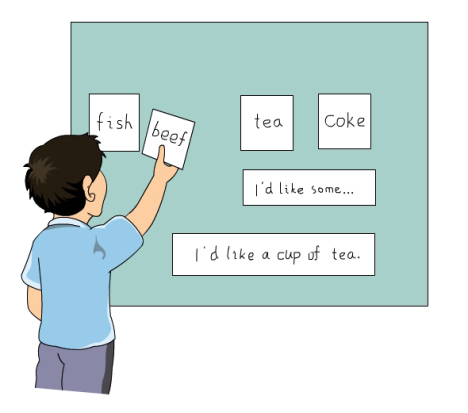 fish
beef
tea
Coke
I'd like some...
I'd like a cup of tea.